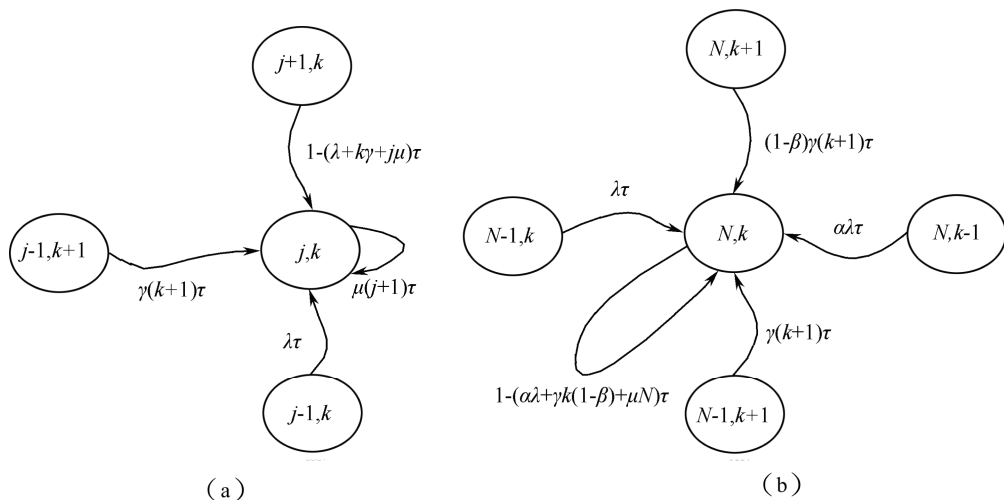 j+1,k
1-(λ+kγ+jμ)τ
j-1,k+1
γ(k+1)τ
j,k
μ(j+1)τ
λτ
j-1,k
(a)
N,k+1
(1-β)γ(k+1)τ
N-1,k
λτ
N,k
αλτ
N,k-1
γ(k+1)τ
1-(αλ+γk(1-β)+μN)τ
N-1,k+1
(b)